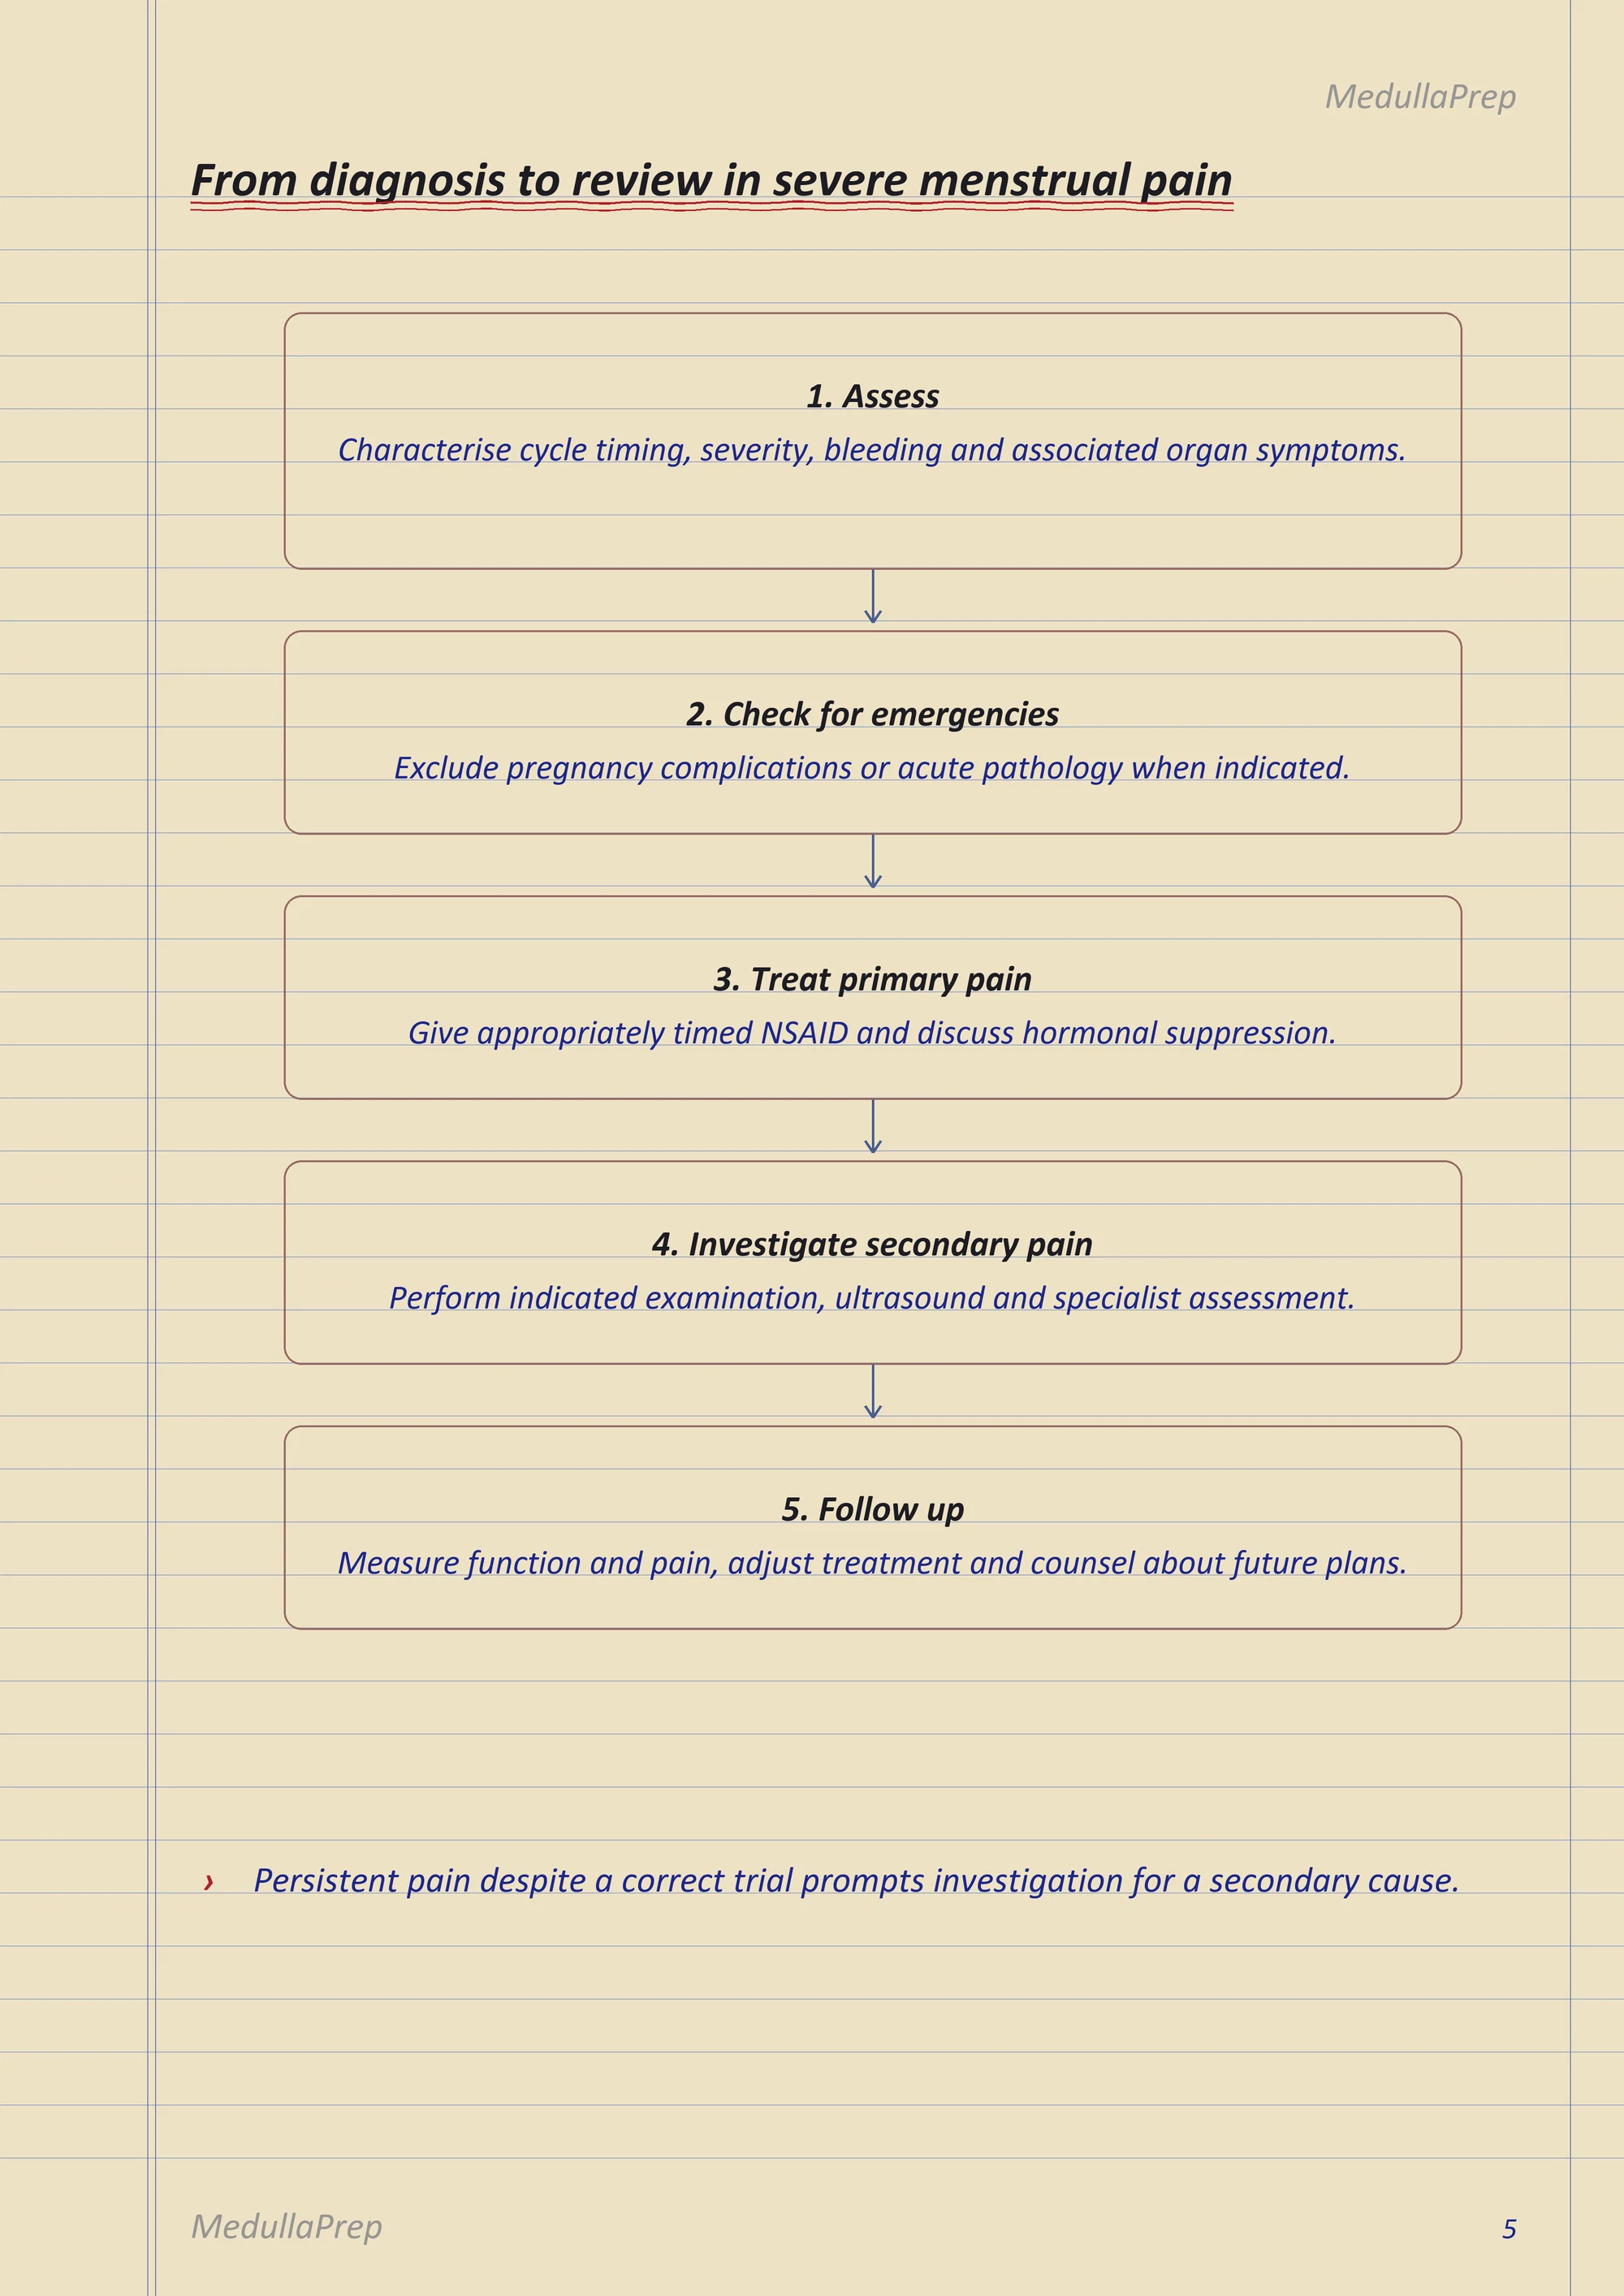 MedullaPrep
From diagnosis to review in severe menstrual pain
1. Assess
Characterise cycle timing, severity, bleeding and associated organ symptoms.
2. Check for emergencies
Exclude pregnancy complications or acute pathology when indicated.
3. Treat primary pain
Give appropriately timed NSAID and discuss hormonal suppression.
4. Investigate secondary pain
Perform indicated examination, ultrasound and specialist assessment.
5. Follow up
Measure function and pain, adjust treatment and counsel about future plans.
› Persistent pain despite a correct trial prompts investigation for a secondary cause.
MedullaPrep
5